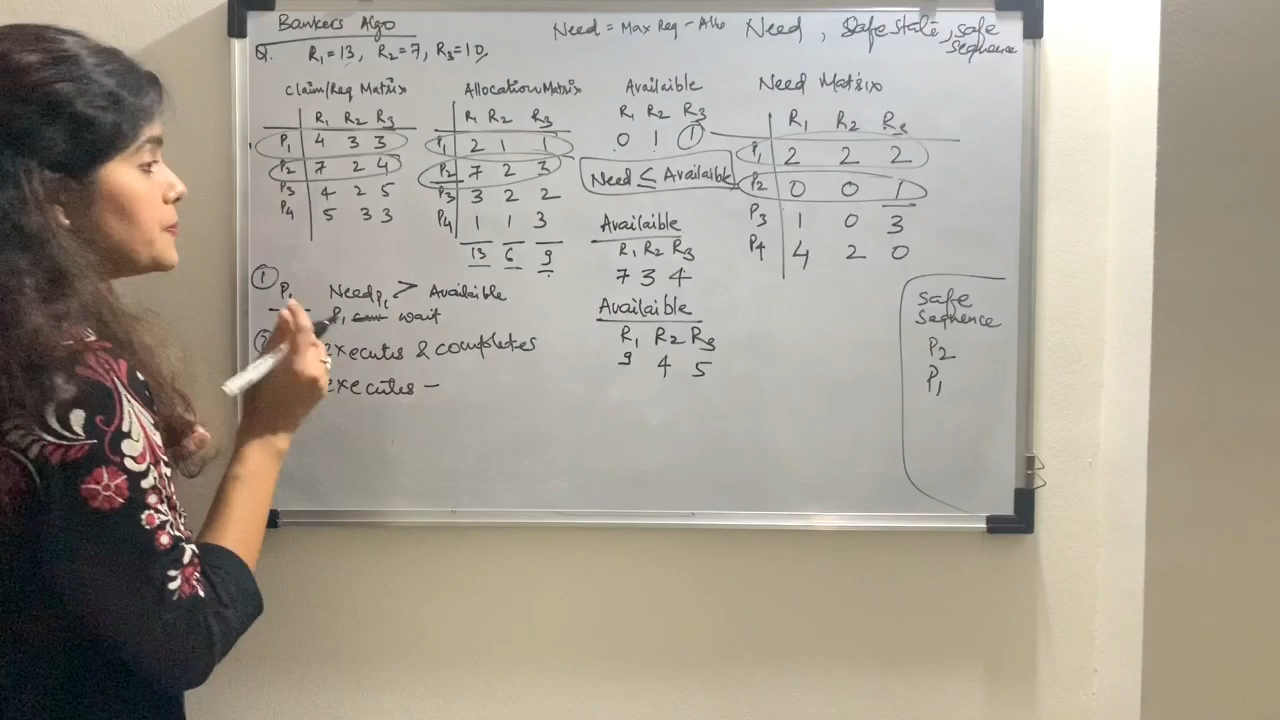 Bankers Algo
Need = Max Req - Allo
Need, Safe state, safe sequence
Q. R1=13, R2=7, R3=10
Claim/Req Matrix
R1 R2 R3
P1 4 3 3
P2 7 2 4
P3 4 2 5
P4 5 3 3
Allocation Matrix
R1 R2 R3
P1 2 1 1
P2 7 2 3
P3 3 2 2
P4 1 1 3
13 6 9
Available
R1 R2 R3
0 1 1
Need ≤ Available
Available
R1 R2 R3
7 3 4
Available
R1 R2 R3
9 4 5
Need Matrix
R1 R2 R3
P1 2 2 2
P2 0 0 1
P3 1 0 3
P4 4 2 0
① P1 NeedP1 > Available
P1 wait
executes & completes
executes -
Safe
Sequence
P2
P1